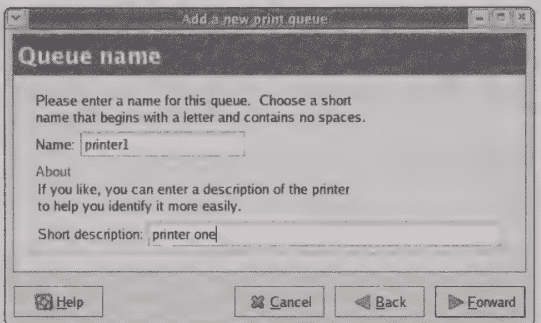 Add a new print queue
Queue name
Please enter a name for this queue. Choose a short
name that begins with a letter and contains no spaces.
Name: printer1
About
If you like, you can enter a description of the printer
to help you identify it more easily.
Short description: printer one
Help Cancel Back Forward